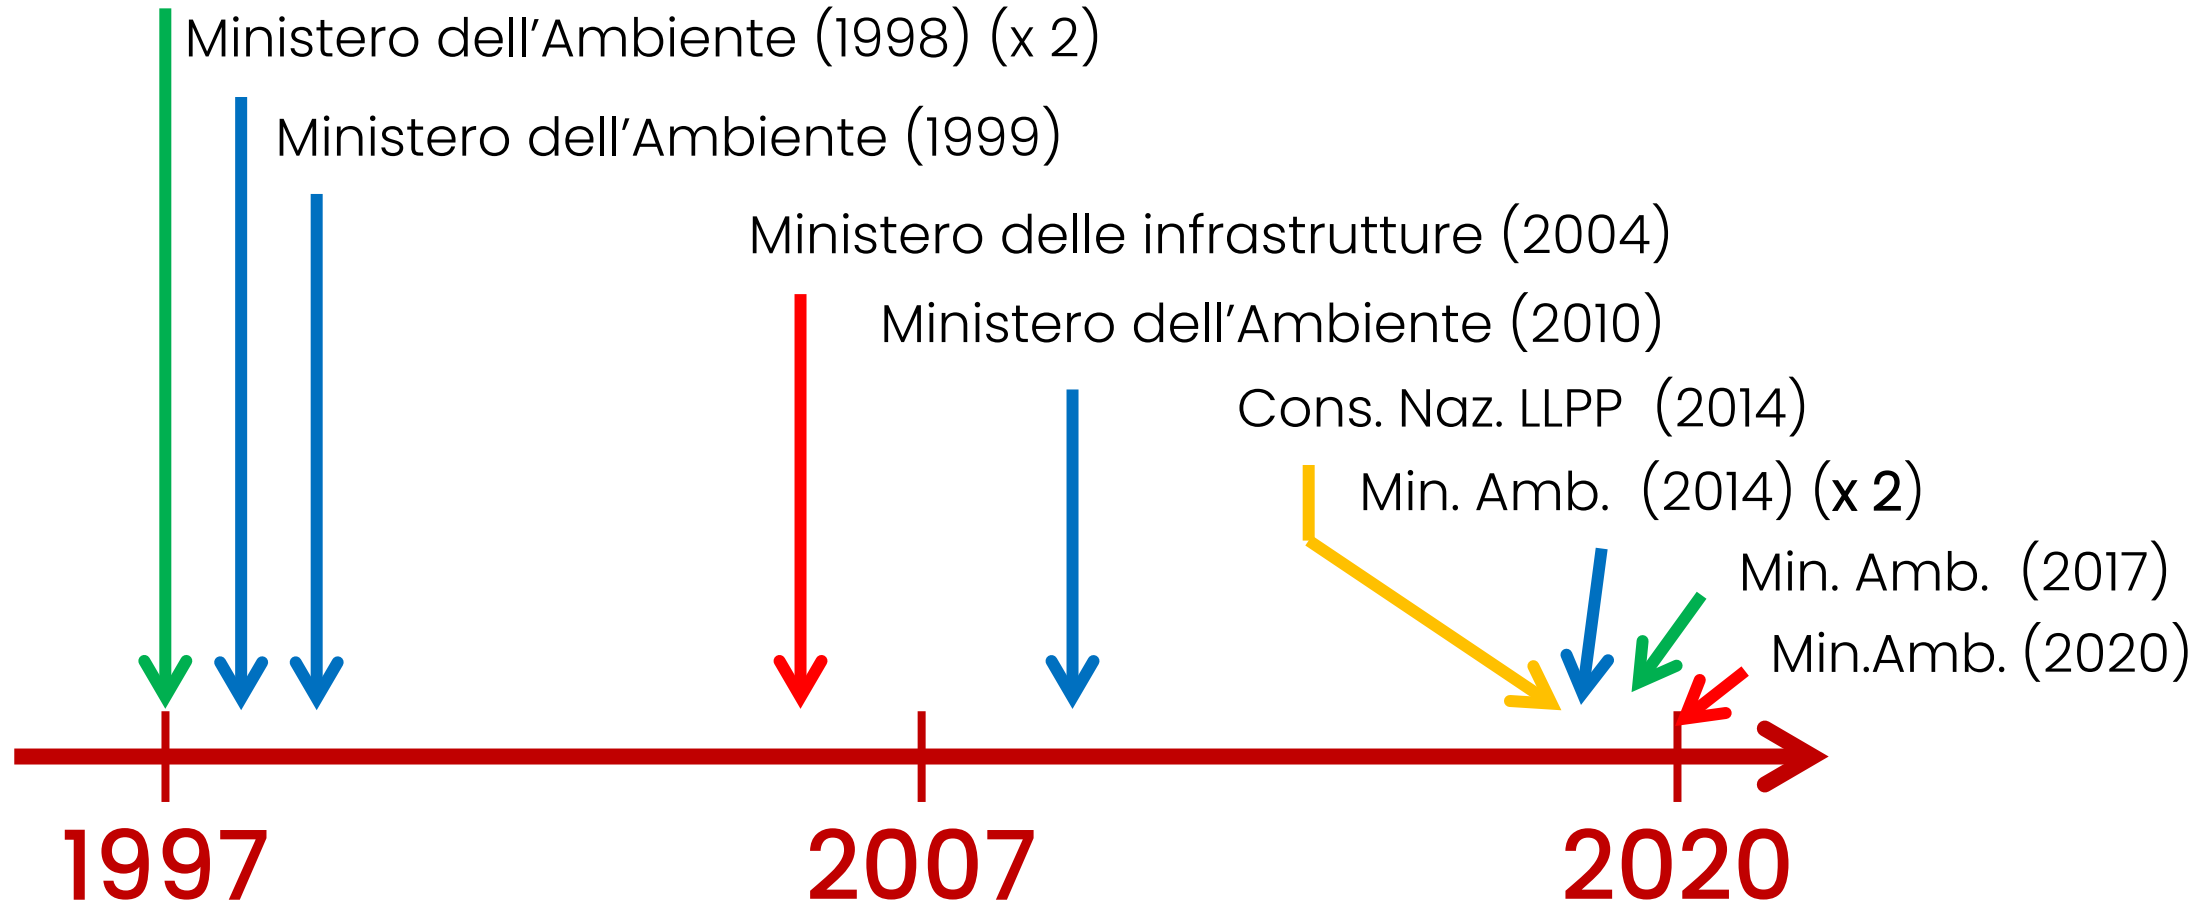 Ministero dell’Ambiente (1998) (x 2)
Ministero dell’Ambiente (1999)
Ministero delle infrastrutture (2004)
Ministero dell’Ambiente (2010)
Cons. Naz. LLPP (2014)
Min. Amb. (2014) (x 2)
Min. Amb. (2017)
Min.Amb. (2020)
1997
2007
2020